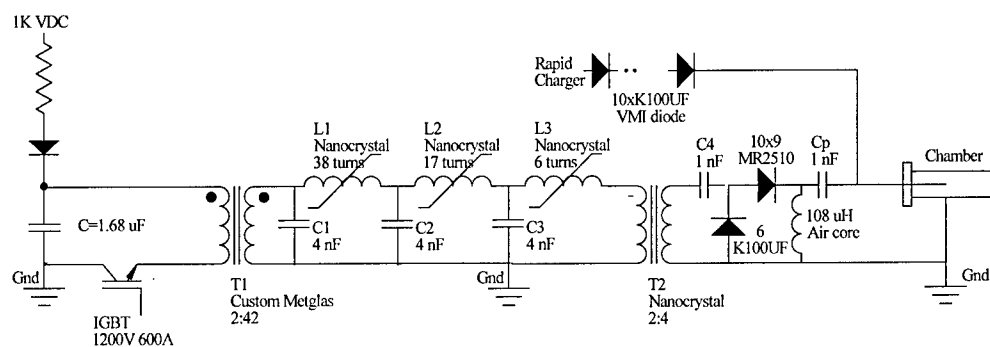 1K VDC
Rapid
Charger
10xK100UF
VMI diode
L1
Nanocrystal
38 turns
L2
Nanocrystal
17 turns
L3
Nanocrystal
6 turns
C4
1 nF
10x9
MR2510
Cp
1 nF
Chamber
C=1.68 uF
C1
4 nF
C2
4 nF
C3
4 nF
6
K100UF
108 uH
Air core
Gnd
Gnd
Gnd
T1
Custom Metglas
2:42
T2
Nanocrystal
2:4
IGBT
1200V 600A